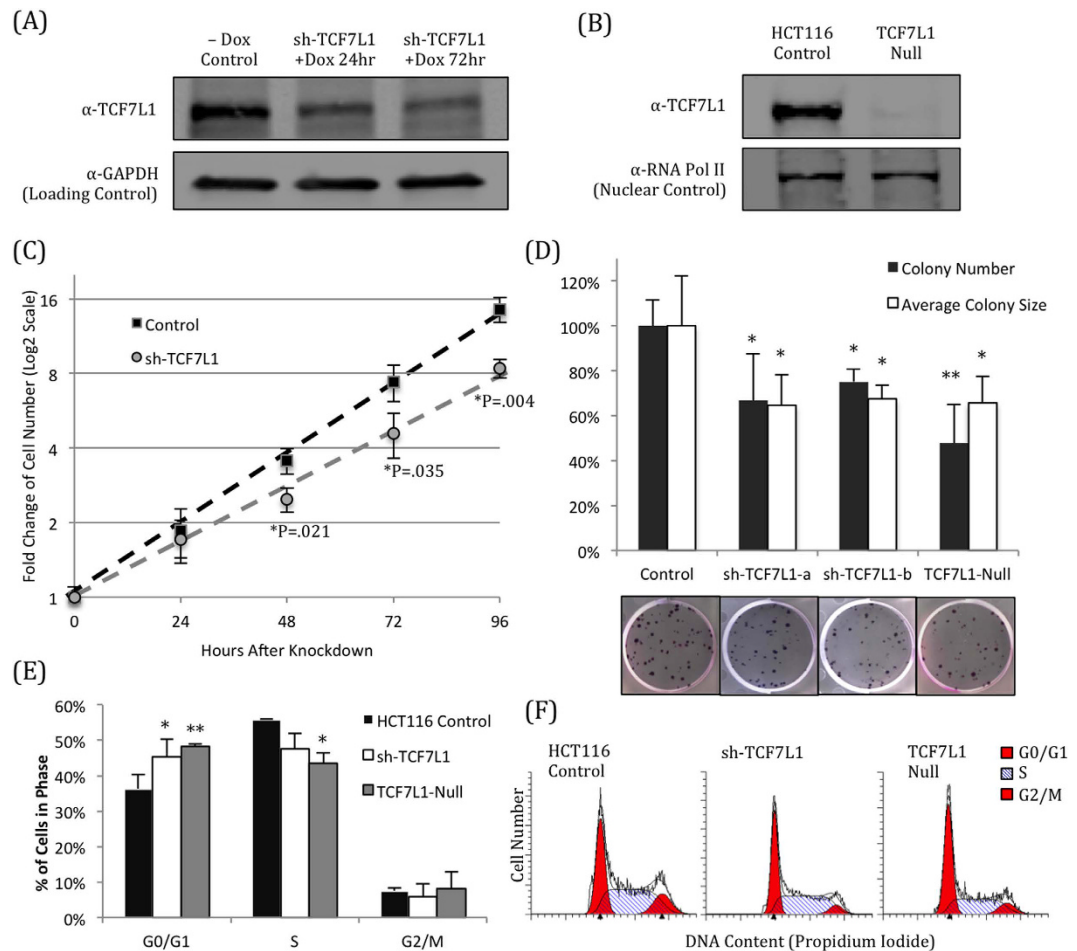 (A)
– Dox
Control
sh-TCF7L1
+Dox 24hr
sh-TCF7L1
+Dox 72hr
α-TCF7L1
α-GAPDH
(Loading Control)
(B)
HCT116
Control
TCF7L1
Null
α-TCF7L1
α-RNA Pol II
(Nuclear Control)
(C)
Fold Change of Cell Number (Log2 Scale)
16
8
4
2
1
Control
sh-TCF7L1
*P=.021
*P=.035
*P=.004
0 24 48 72 96
Hours After Knockdown
(D)
Colony Number
Average Colony Size
120%
100%
80%
60%
40%
20%
0%
* * * * ** *
Control sh-TCF7L1-a sh-TCF7L1-b TCF7L1-Null
(E)
% of Cells in Phase
60%
50%
40%
30%
20%
10%
0%
* ** *
HCT116 Control
sh-TCF7L1
TCF7L1-Null
G0/G1 S G2/M
(F)
HCT116
Control
sh-TCF7L1
TCF7L1
Null
G0/G1
S
G2/M
Cell Number
DNA Content (Propidium Iodide)